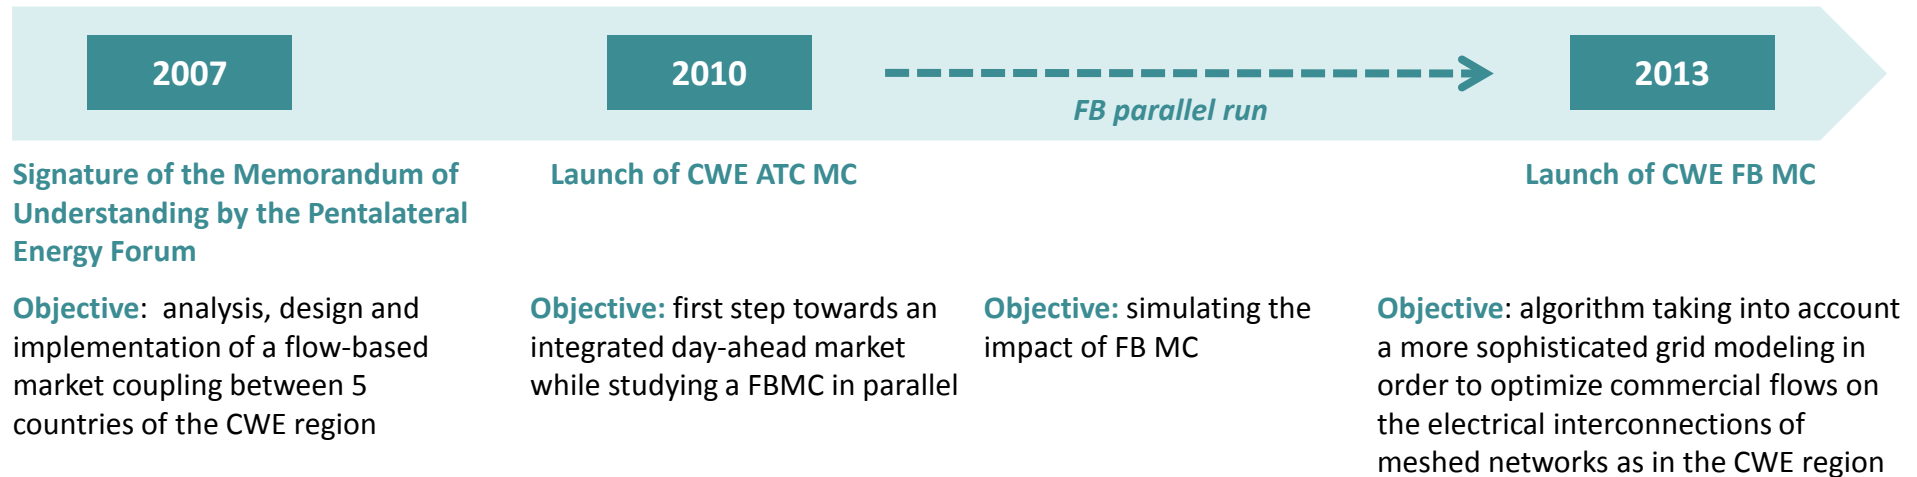 2007
2010
FB parallel run
2013
Signature of the Memorandum of
Understanding by the Pentalateral
Energy Forum
Launch of CWE ATC MC
Launch of CWE FB MC
Objective: analysis, design and
implementation of a flow-based
market coupling between 5
countries of the CWE region
Objective: first step towards an
integrated day-ahead market
while studying a FBMC in parallel
Objective: simulating the
impact of FB MC
Objective: algorithm taking into account
a more sophisticated grid modeling in
order to optimize commercial flows on
the electrical interconnections of
meshed networks as in the CWE region